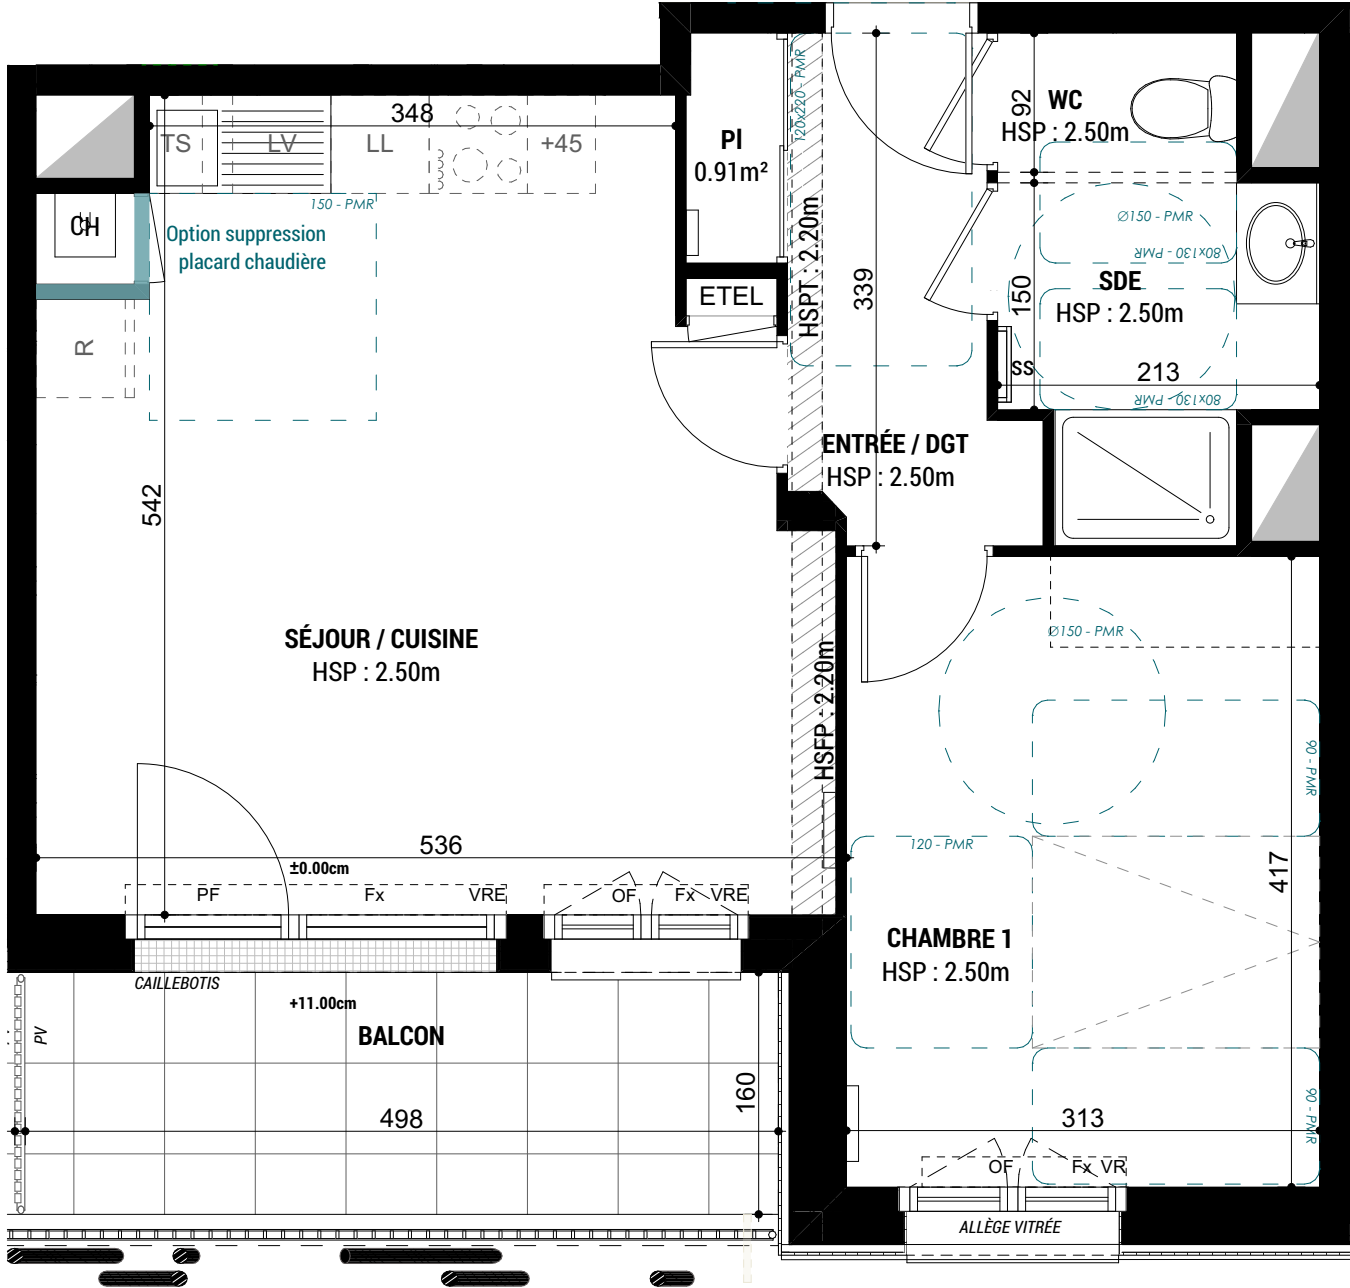 348
TS
LV
LL
+45
Pl
0.91m²
120x220 - PMR
WC
HSP : 2.50m
92
150 - PMR
CH
Option suppression
placard chaudière
R
ETEL
HSPT : 2.20m
339
Ø150 - PMR
80x130 - PMR
SDE
HSP : 2.50m
150
SS
213
80x130 - PMR
ENTRÉE / DGT
HSP : 2.50m
542
SÉJOUR / CUISINE
HSP : 2.50m
HSFP : 2.20m
Ø150 - PMR
90 - PMR
536
±0.00cm
PF
Fx
VRE
OF
Fx
VRE
120 - PMR
417
CHAMBRE 1
HSP : 2.50m
CAILLEBOTIS
+11.00cm
BALCON
PV
160
498
313
90 - PMR
OF
Fx
VR
ALLÈGE VITRÉE